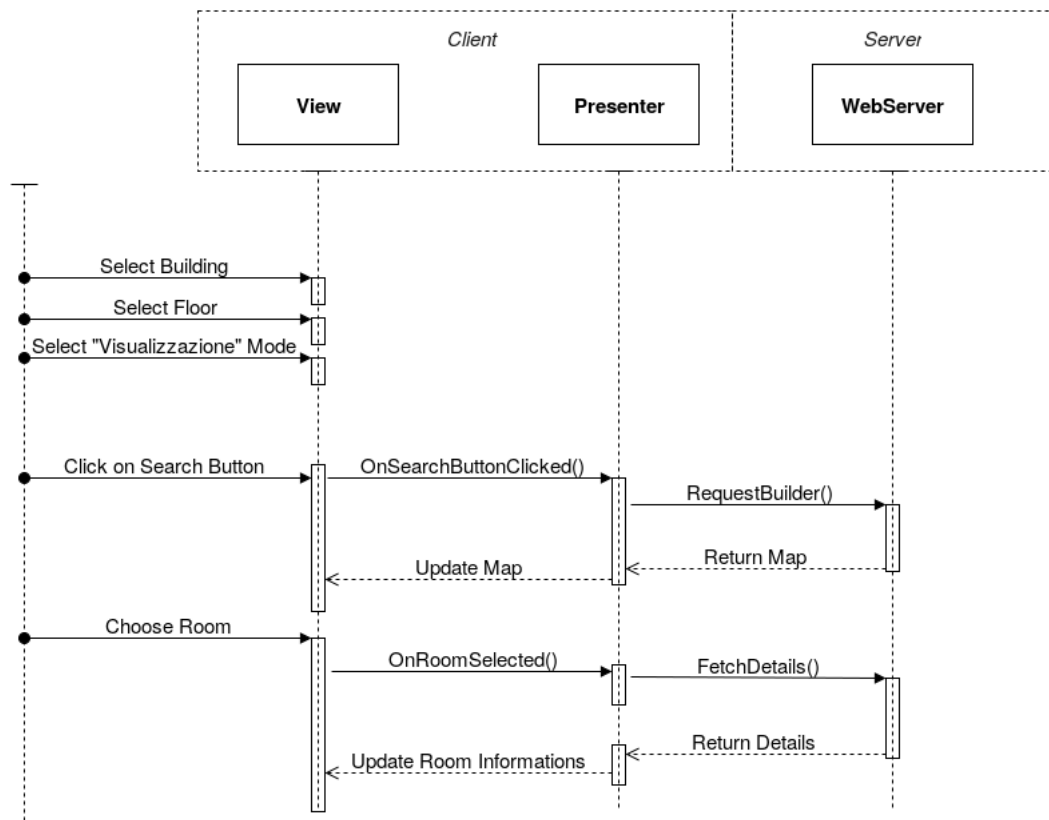 Client
Server
View
Presenter
WebServer
Select Building
Select Floor
Select "Visualizzazione" Mode
Click on Search Button
OnSearchButtonClicked()
RequestBuilder()
Return Map
Update Map
Choose Room
OnRoomSelected()
FetchDetails()
Return Details
Update Room Informations